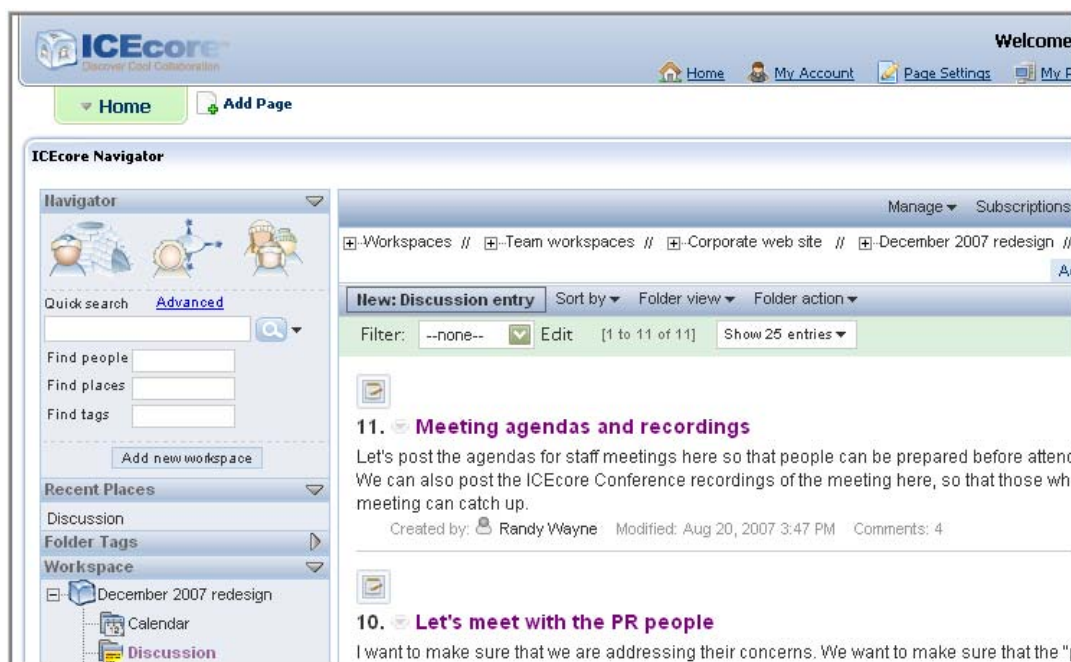 ICEcore
Discover Cool Collaboration
Welcome
Home My Account Page Settings My
Home Add Page
ICEcore Navigator
Navigator
Quick search Advanced
Find people
Find places
Find tags
Add new workspace
Recent Places
Discussion
Folder Tags
Workspace
December 2007 redesign
Calendar
Discussion
Manage Subscriptions
Workspaces // Team workspaces // Corporate web site // December 2007 redesign //
New: Discussion entry Sort by Folder view Folder action
Filter: --none-- Edit [1 to 11 of 11] Show 25 entries
11. Meeting agendas and recordings
Let's post the agendas for staff meetings here so that people can be prepared before attend
We can also post the ICEcore Conference recordings of the meeting here, so that those wh
meeting can catch up.
Created by: Randy Wayne Modified: Aug 20, 2007 3:47 PM Comments: 4
10. Let's meet with the PR people
I want to make sure that we are addressing their concerns. We want to make sure that the "